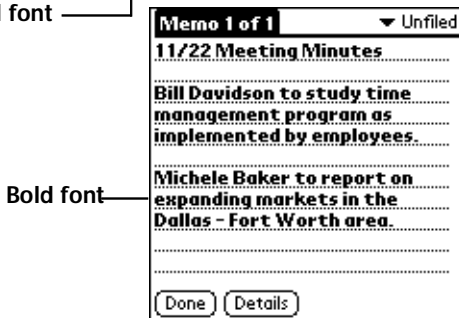 font
Memo 1 of 1
Unfiled
11/22 Meeting Minutes
Bill Davidson to study time
management program as
implemented by employees.
Michele Baker to report on
Bold font
expanding markets in the
Dallas - Fort Worth area.
Done
Details